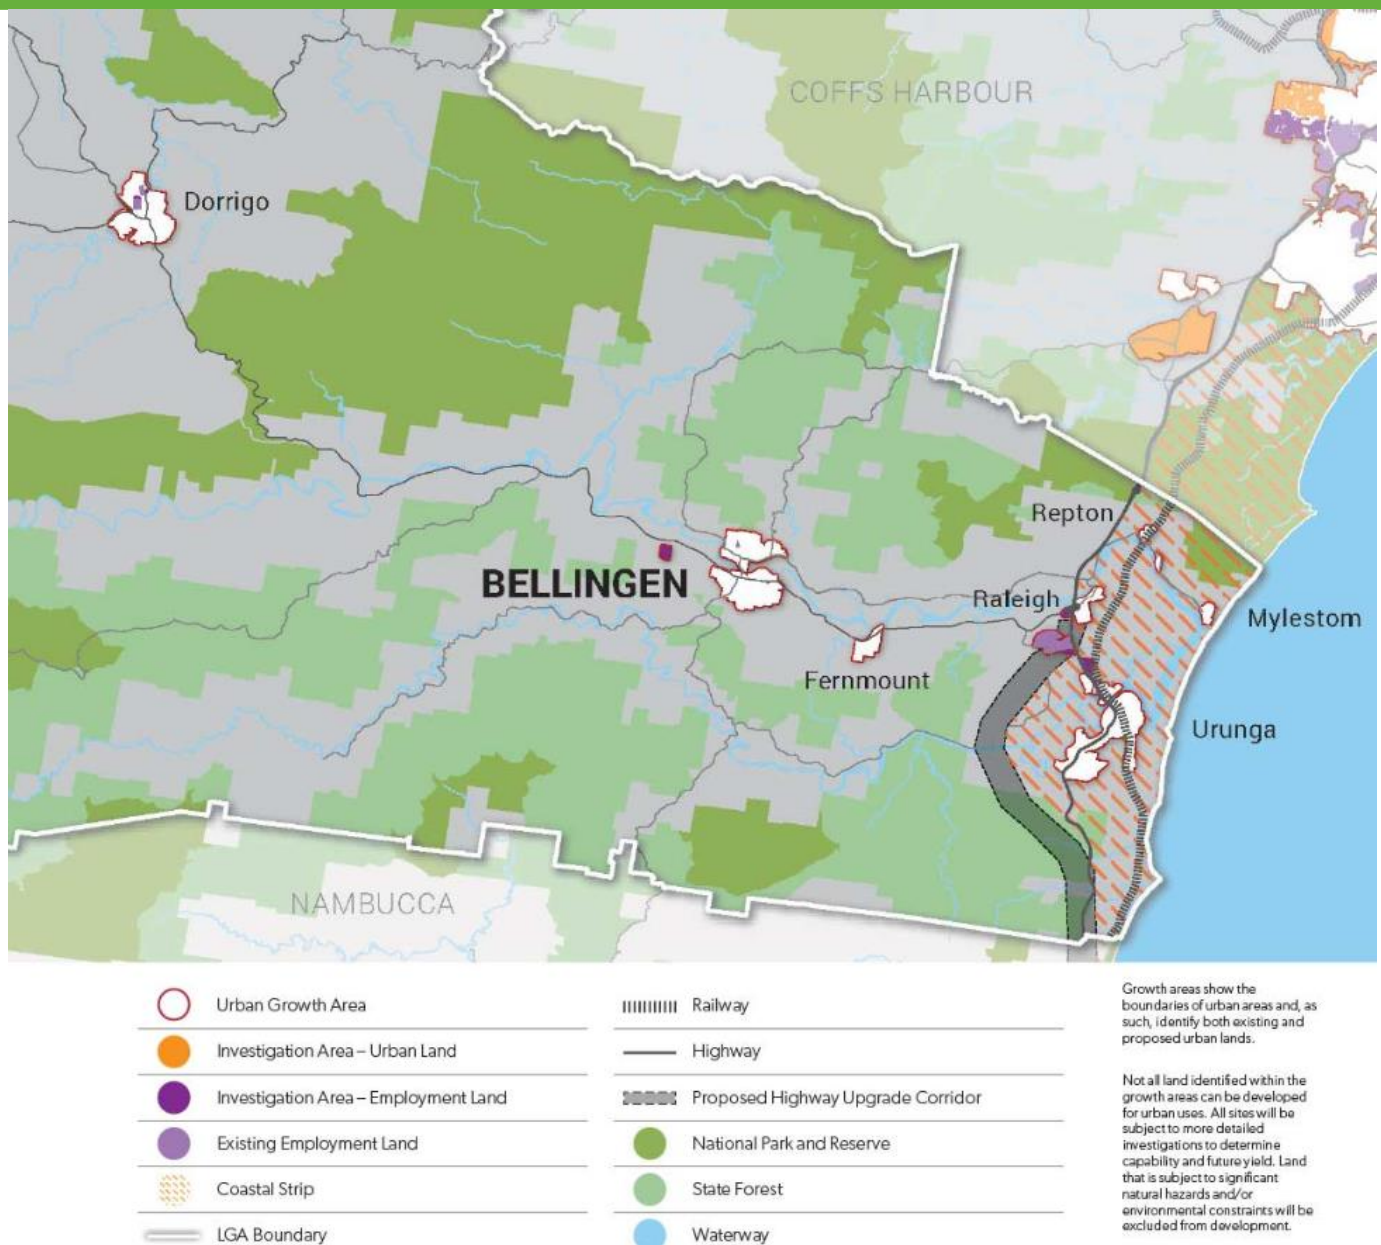 COFFS HARBOUR
Dorrigo
Repton
BELLINGEN
Raleigh
Mylestom
Fernmount
Urunga
NAMBUCCA
Urban Growth Area
Investigation Area – Urban Land
Investigation Area – Employment Land
Existing Employment Land
Coastal Strip
LGA Boundary
Railway
Highway
Proposed Highway Upgrade Corridor
National Park and Reserve
State Forest
Waterway
Growth areas show the
boundaries of urban areas and, as
such, identify both existing and
proposed urban lands.
Not all land identified within the
growth areas can be developed
for urban uses. All sites will be
subject to more detailed
investigations to determine
capability and future yield. Land
that is subject to significant
natural hazards and/or
environmental constraints will be
excluded from development.